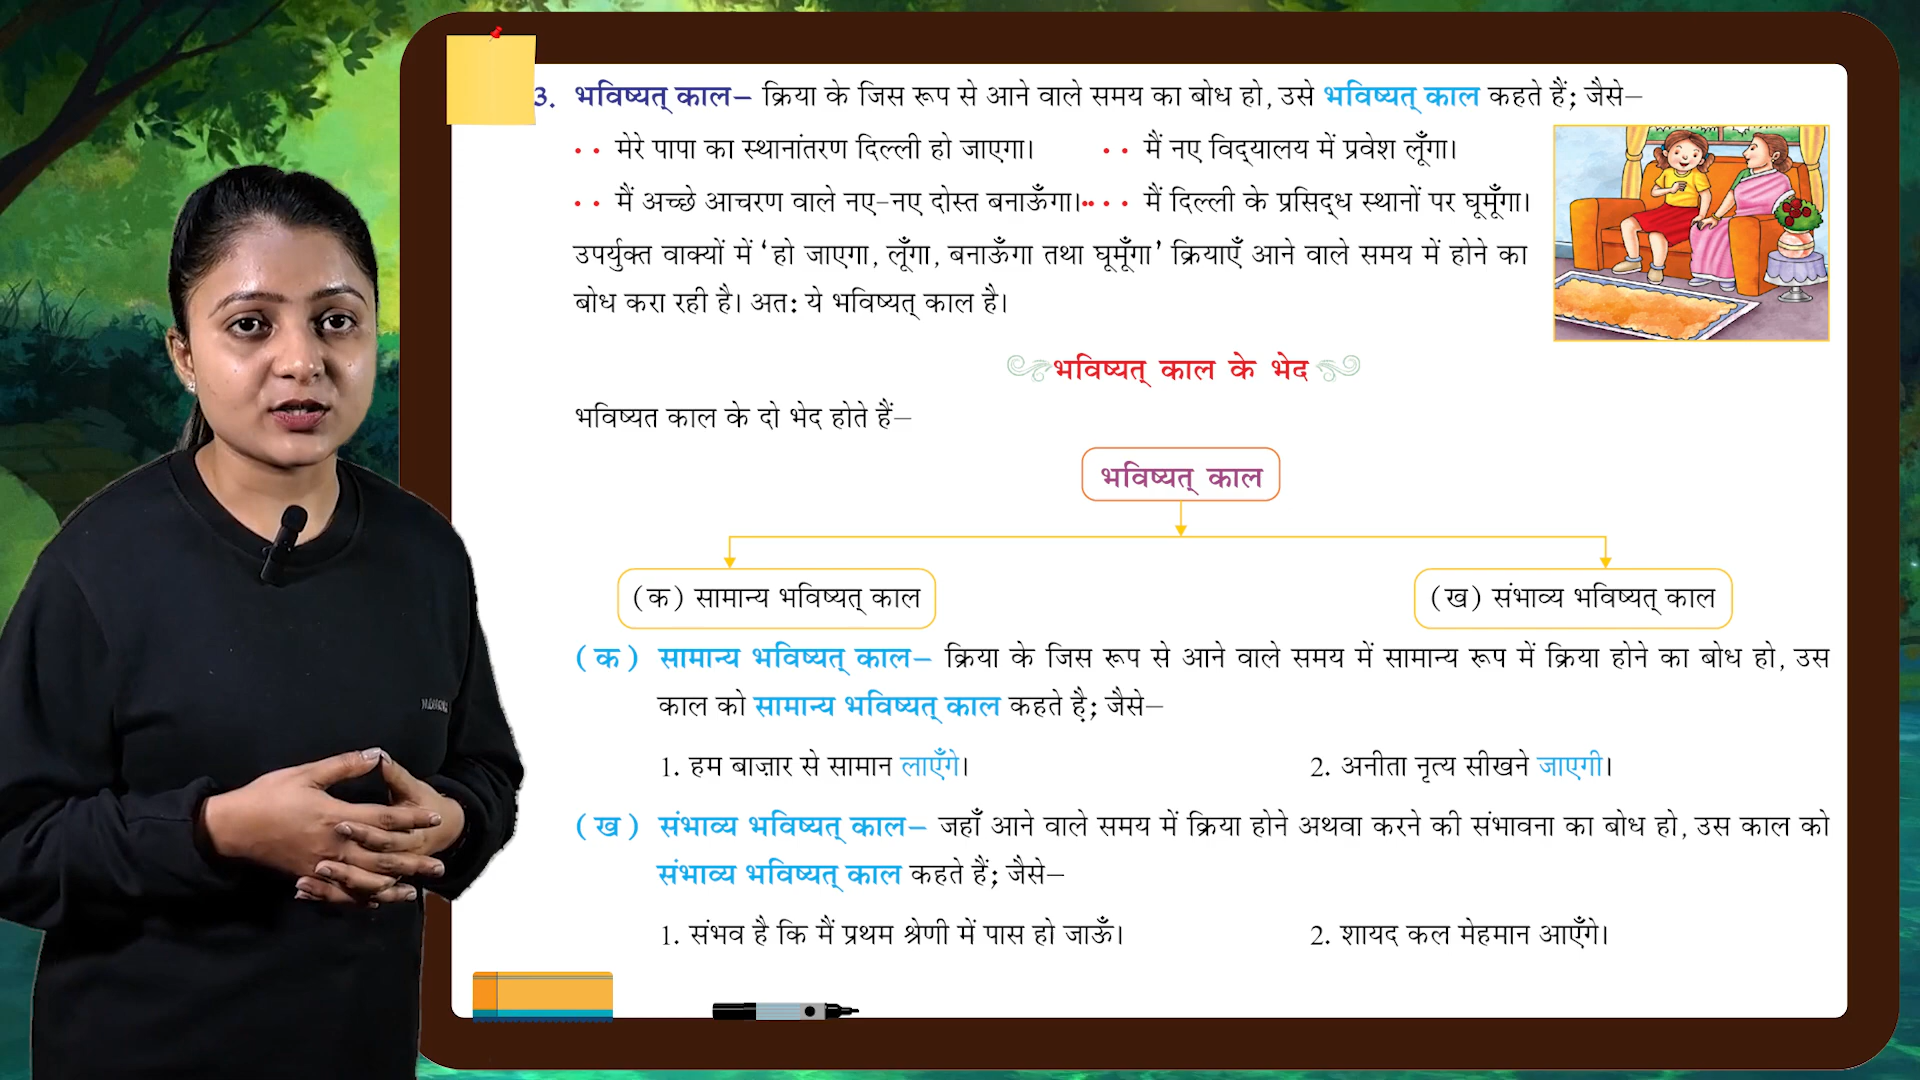 3. भविष्यत् काल– क्रिया के जिस रूप से आने वाले समय का बोध हो, उसे भविष्यत् काल कहते हैं; जैसे–
•• मेरे पापा का स्थानांतरण दिल्ली हो जाएगा। •• मैं नए विद्‌यालय में प्रवेश लूँगा।
•• मैं अच्छे आचरण वाले नए-नए दोस्त बनाऊँगा। •• मैं दिल्ली के प्रसिद्‌ध स्थानों पर घूमूँगा।
उपर्युक्त वाक्यों में ‘हो जाएगा, लूँगा, बनाऊँगा तथा घूमूँगा’ क्रियाएँ आने वाले समय में होने का
बोध करा रही है। अतः ये भविष्यत् काल है।
भविष्यत् काल के भेद
भविष्यत काल के दो भेद होते हैं–
भविष्यत् काल
(क) सामान्य भविष्यत् काल (ख) संभाव्य भविष्यत् काल
(क) सामान्य भविष्यत् काल– क्रिया के जिस रूप से आने वाले समय में सामान्य रूप में क्रिया होने का बोध हो, उस
काल को सामान्य भविष्यत् काल कहते है; जैसे–
1. हम बाज़ार से सामान लाएँगे। 2. अनीता नृत्य सीखने जाएगी।
(ख) संभाव्य भविष्यत् काल– जहाँ आने वाले समय में क्रिया होने अथवा करने की संभावना का बोध हो, उस काल को
संभाव्य भविष्यत् काल कहते हैं; जैसे–
1. संभव है कि मैं प्रथम श्रेणी में पास हो जाऊँ। 2. शायद कल मेहमान आएँगे।